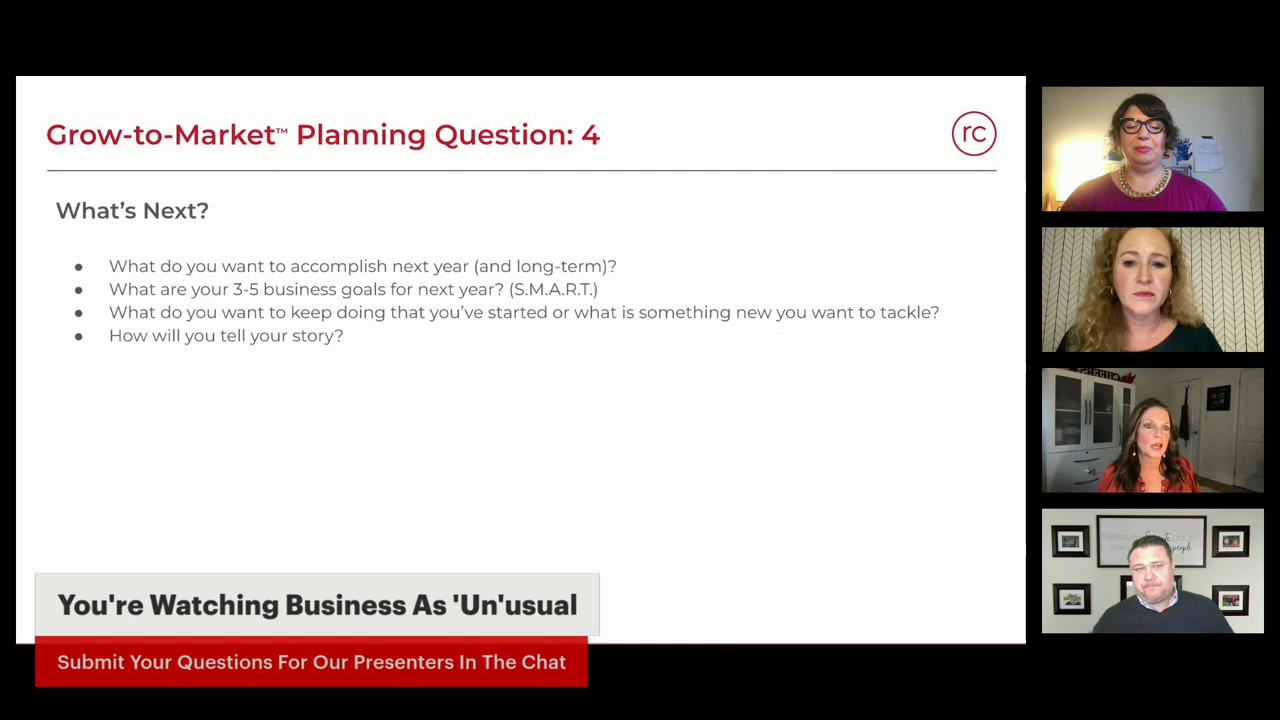 Grow-to-Market™ Planning Question: 4
rc
What's Next?
● What do you want to accomplish next year (and long-term)?
● What are your 3-5 business goals for next year? (S.M.A.R.T.)
● What do you want to keep doing that you've started or what is something new you want to tackle?
● How will you tell your story?
You're Watching Business As 'Un'usual
Submit Your Questions For Our Presenters In The Chat
CHEERS
people